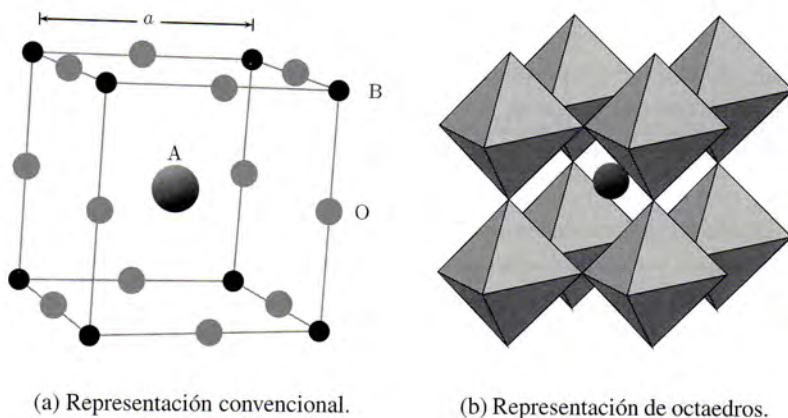 a
B
A
O
(a) Representación convencional.
(b) Representación de octaedros.